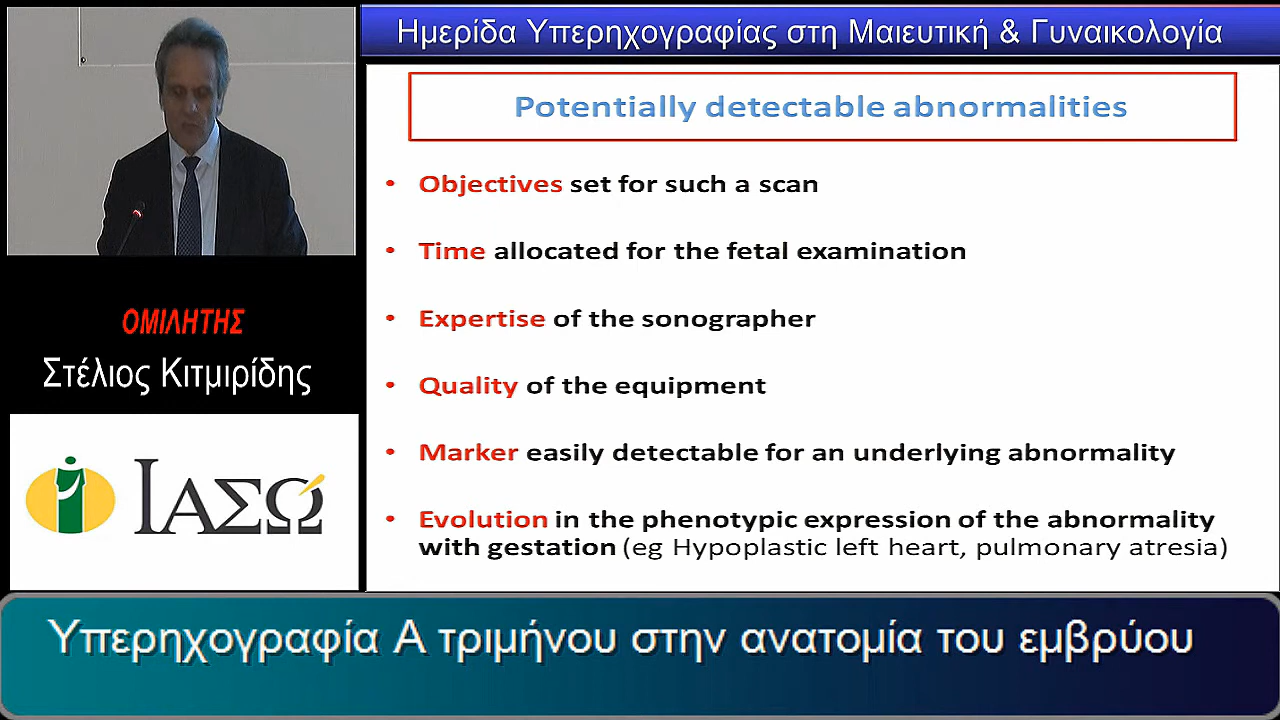 Ημερίδα Υπερηχογραφίας στη Μαιευτική & Γυναικολογία
Potentially detectable abnormalities
• Objectives set for such a scan
• Time allocated for the fetal examination
• Expertise of the sonographer
• Quality of the equipment
• Marker easily detectable for an underlying abnormality
• Evolution in the phenotypic expression of the abnormality
with gestation (eg Hypoplastic left heart, pulmonary atresia)
ΟΜΙΛΗΤΗΣ
Στέλιος Κιτμιρίδης
ΙΑΣΩ
Υπερηχογραφία Α τριμήνου στην ανατομία του εμβρύου